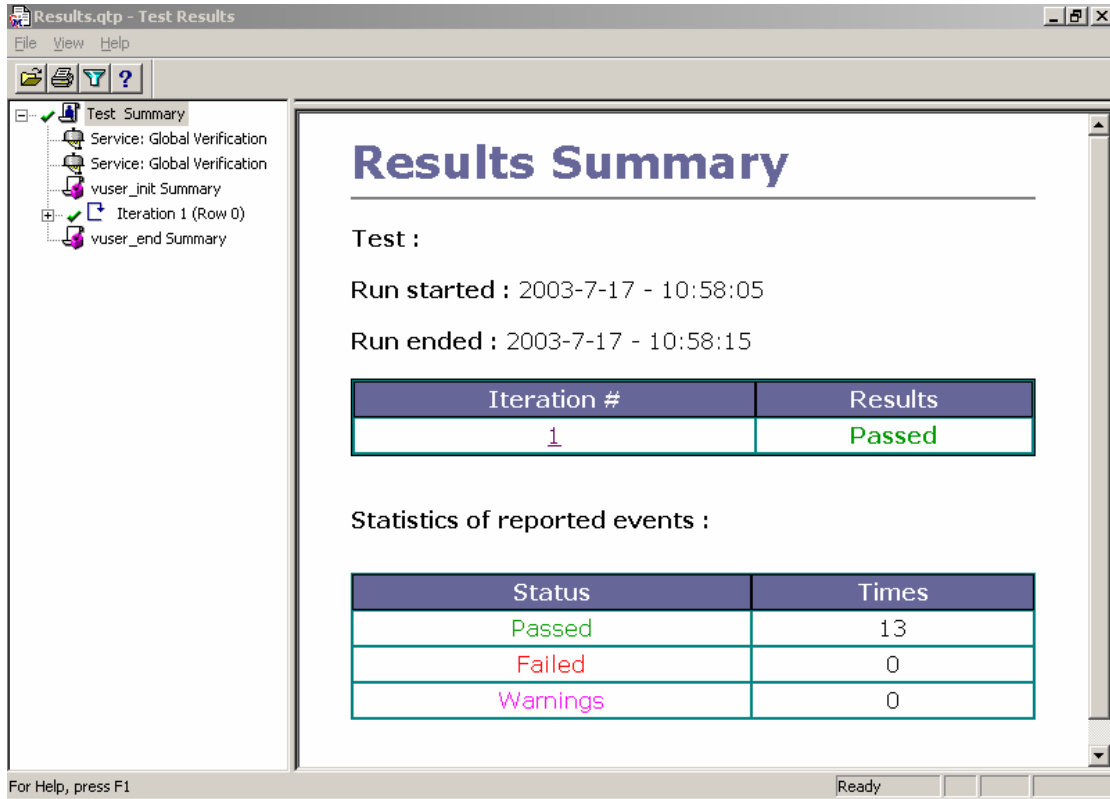 Results.qtp - Test Results
File View Help
Test Summary
Service: Global Verification
Service: Global Verification
vuser_init Summary
Iteration 1 (Row 0)
vuser_end Summary
Results Summary
Test :
Run started : 2003-7-17 - 10:58:05
Run ended : 2003-7-17 - 10:58:15
Iteration # Results
1 Passed
Statistics of reported events :
Status Times
Passed 13
Failed 0
Warnings 0
For Help, press F1 Ready